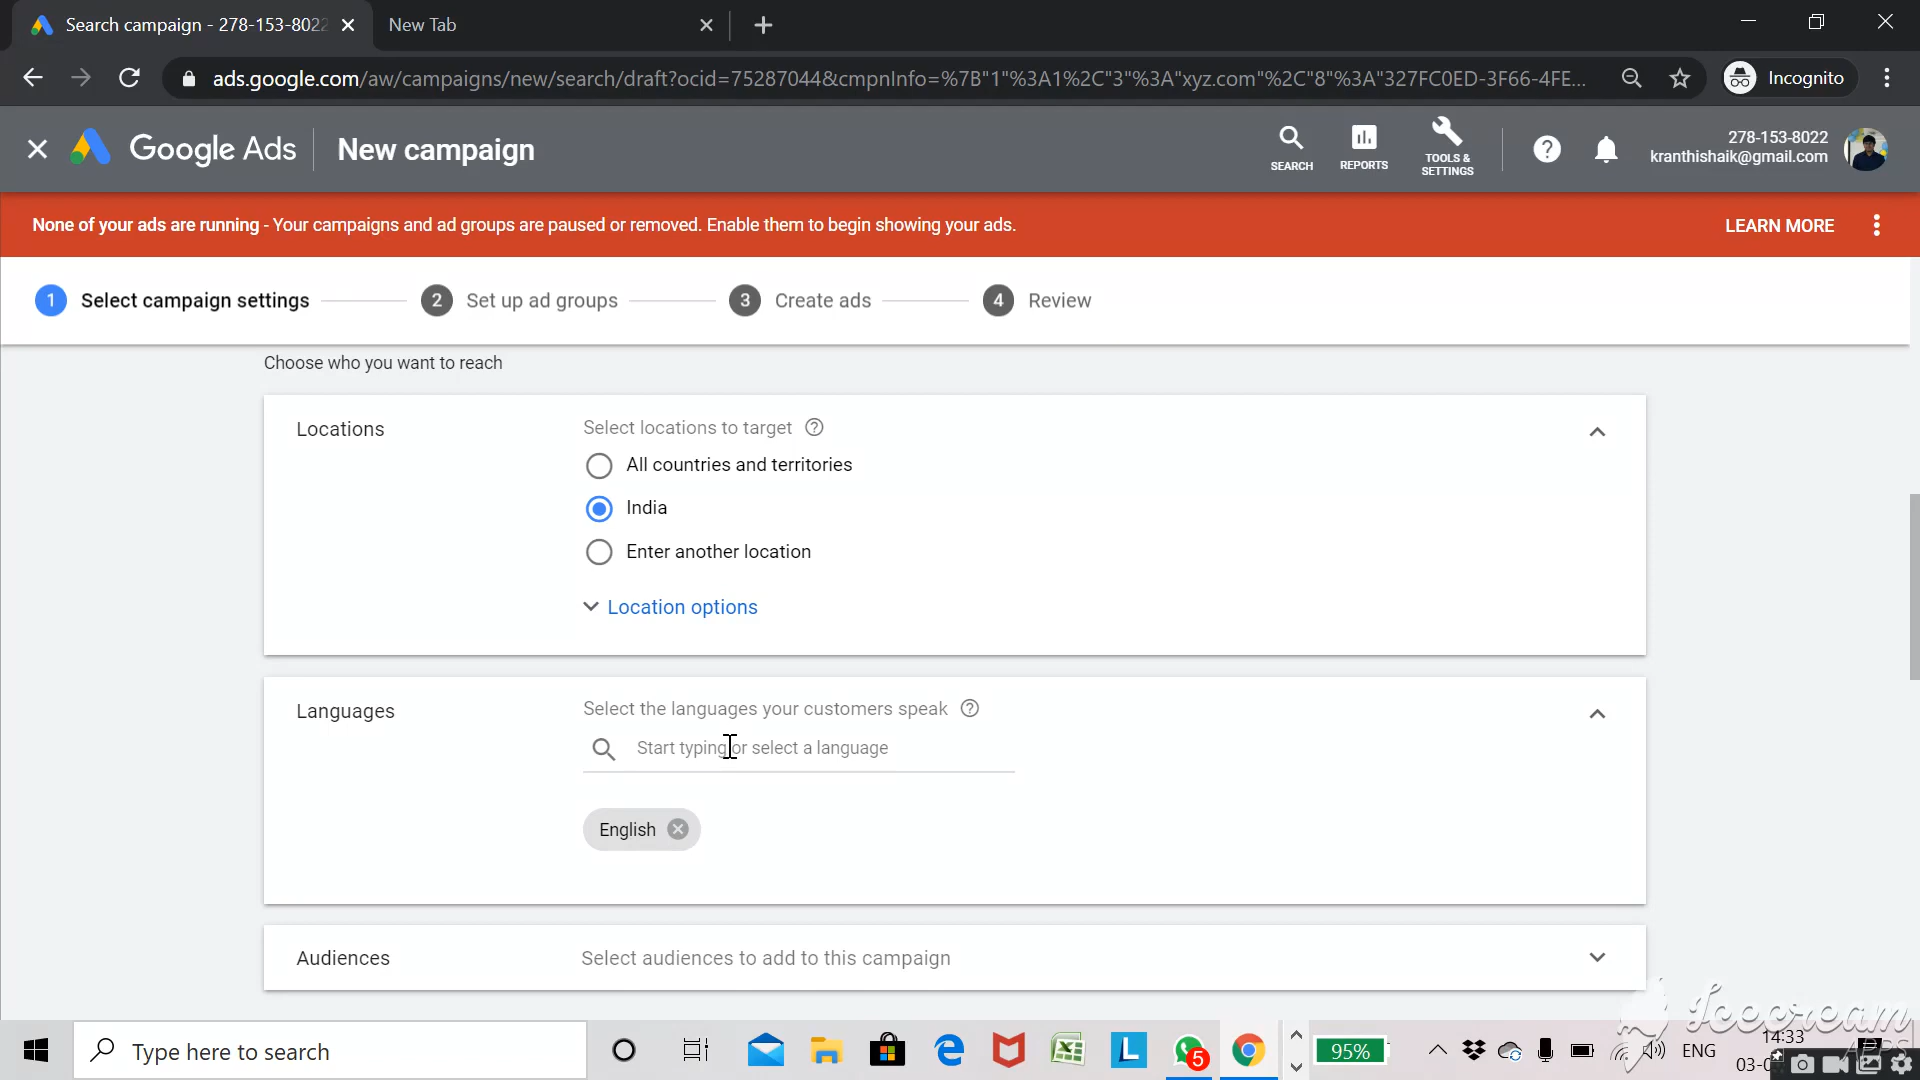 Search campaign - 278-153-8022
New Tab
ads.google.com/aw/campaigns/new/search/draft?ocid=75287044&cmpnInfo=%7B"1"%3A1%2C"3"%3A"xyz.com"%2C"8"%3A"327FC0ED-3F66-4FE...
Incognito
Google Ads
New campaign
SEARCH
REPORTS
TOOLS &
SETTINGS
278-153-8022
kranthishaik@gmail.com
None of your ads are running - Your campaigns and ad groups are paused or removed. Enable them to begin showing your ads.
LEARN MORE
1 Select campaign settings
2 Set up ad groups
3 Create ads
4 Review
Choose who you want to reach
Locations
Select locations to target
All countries and territories
India
Enter another location
Location options
Languages
Select the languages your customers speak
Start typing or select a language
English
Audiences
Select audiences to add to this campaign
Icecream
APPS
Type here to search
5
95%
ENG
14:33